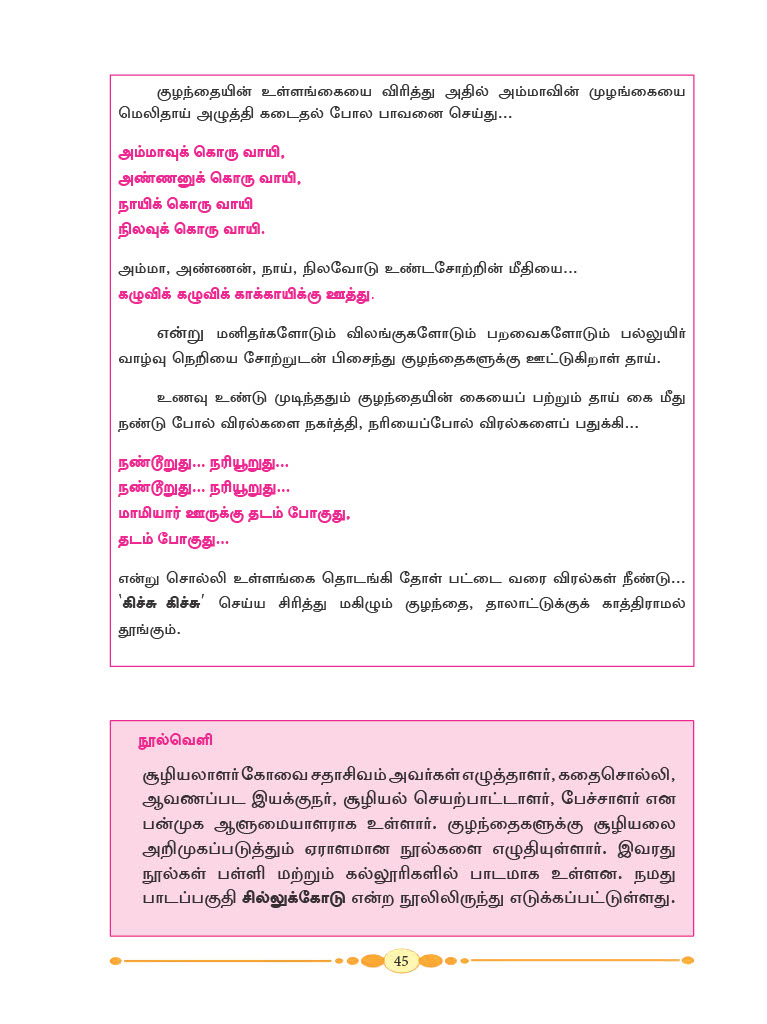 குழந்தையின் உள்ளங்கையை விரித்து அதில் அம்மாவின் முழங்கையை
மெலிதாய் அழுத்தி கடைதல் போல பாவனை செய்து...
அம்மாவுக் கொரு வாயி,
அண்ணனுக் கொரு வாயி,
நாயிக் கொரு வாயி
நிலவுக் கொரு வாயி.
அம்மா, அண்ணன், நாய், நிலவோடு உண்டசோற்றின் மீதியை...
கழுவிக் கழுவிக் காக்காயிக்கு ஊத்து.
என்று மனிதர்களோடும் விலங்குகளோடும் பறவைகளோடும் பல்லுயிர்
வாழ்வு நெறியை சோற்றுடன் பிசைந்து குழந்தைகளுக்கு ஊட்டுகிறாள் தாய்.
உணவு உண்டு முடிந்ததும் குழந்தையின் கையைப் பற்றும் தாய் கை மீது
நண்டு போல் விரல்களை நகர்த்தி, நரியைப்போல் விரல்களைப் பதுக்கி...
நண்டூறுது... நரியூறுது...
நண்டூறுது... நரியூறுது...
மாமியார் ஊருக்கு தடம் போகுது,
தடம் போகுது...
என்று சொல்லி உள்ளங்கை தொடங்கி தோள் பட்டை வரை விரல்கள் நீண்டு...
'கிச்சு கிச்சு' செய்ய சிரித்து மகிழும் குழந்தை, தாலாட்டுக்குக் காத்திராமல்
தூங்கும்.
நூல்வெளி
சூழியலாளர் கோவை சதாசிவம் அவர்கள் எழுத்தாளர், கதைசொல்லி,
ஆவணப்பட இயக்குநர், சூழியல் செயற்பாட்டாளர், பேச்சாளர் என
பன்முக ஆளுமையாளராக உள்ளார். குழந்தைகளுக்கு சூழியலை
அறிமுகப்படுத்தும் ஏராளமான நூல்களை எழுதியுள்ளார். இவரது
நூல்கள் பள்ளி மற்றும் கல்லூரிகளில் பாடமாக உள்ளன. நமது
பாடப்பகுதி சில்லுக்கோடு என்ற நூலிலிருந்து எடுக்கப்பட்டுள்ளது.
45